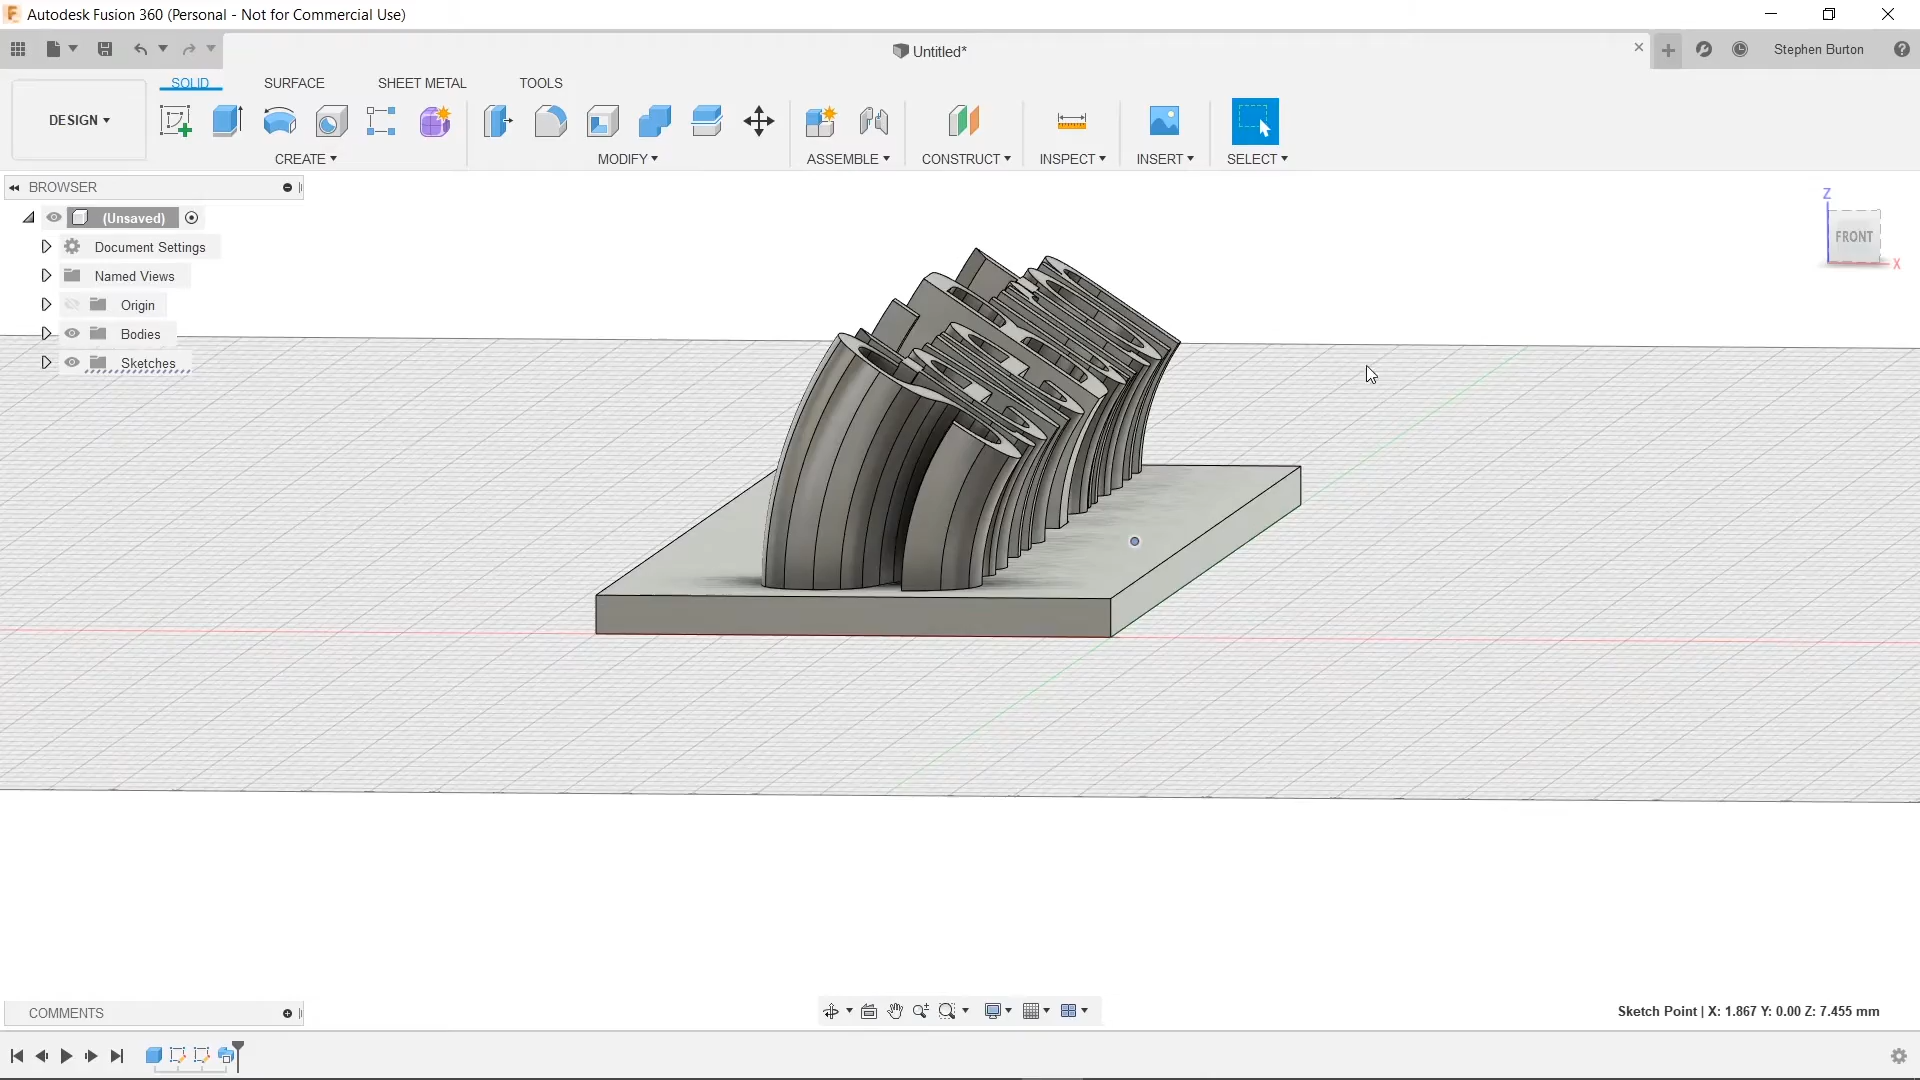 Autodesk Fusion 360 (Personal - Not for Commercial Use)
Untitled*
Stephen Burton
DESIGN
SOLID SURFACE SHEET METAL TOOLS
CREATE MODIFY ASSEMBLE CONSTRUCT INSPECT INSERT SELECT
BROWSER
(Unsaved)
Document Settings
Named Views
Origin
Bodies
Sketches
Z
FRONT
X
COMMENTS
Sketch Point | X: 1.867 Y: 0.00 Z: 7.455 mm